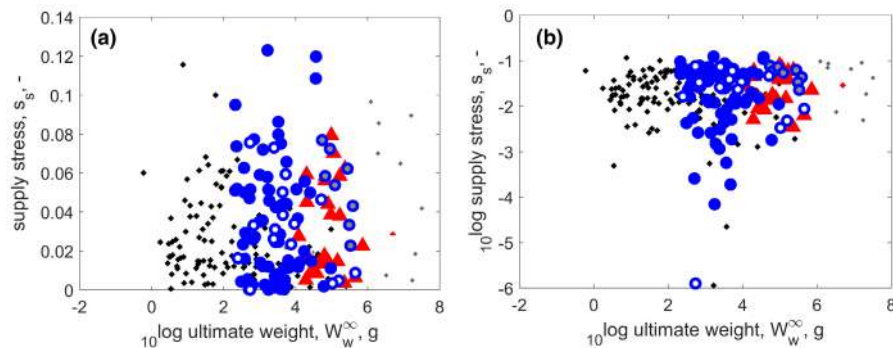 (a)
supply stress, s_s, -
0.14
0.12
0.10
0.08
0.06
0.04
0.02
0
-2 0 2 4 6 8
10log ultimate weight, W_w^∞, g
(b)
10log supply stress, s_s, -
-0
-1
-2
-3
-4
-5
-6
-2 0 2 4 6 8
10log ultimate weight, W_w^∞, g